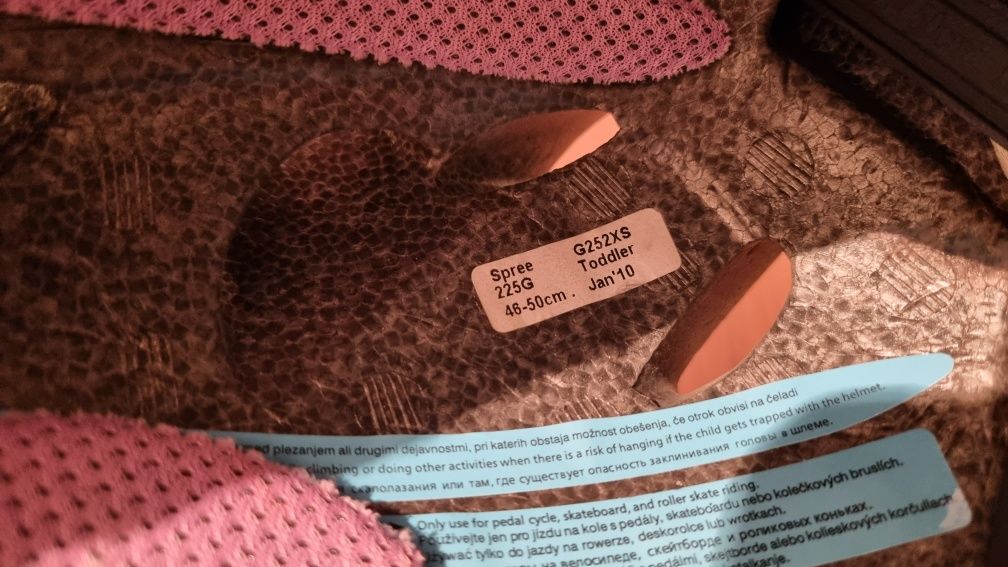 Spree G252XS
225G Toddler
46-50cm . Jan'10
plezanjem ali drugimi dejavnostmi, pri katerih obstaja možnost obešenja, če otrok obvisi na čeladi
climbing or doing other activities when there is a risk of hanging if the child gets trapped with the helmet.
или там, где существует опасность заклинивания головы в шлеме.
Only use for pedal cycle, skateboard, and roller skate riding.
Používejte jen pro jízdu na kole s pedály, skateboardu nebo kolečkových bruslích.
tylko do jazdy na rowerze, deskorolce lub wrotkach.
на велосипеде, скейтборде и роликовых коньках.
pedálmi, skejtborde alebo kolieskových korčuliach